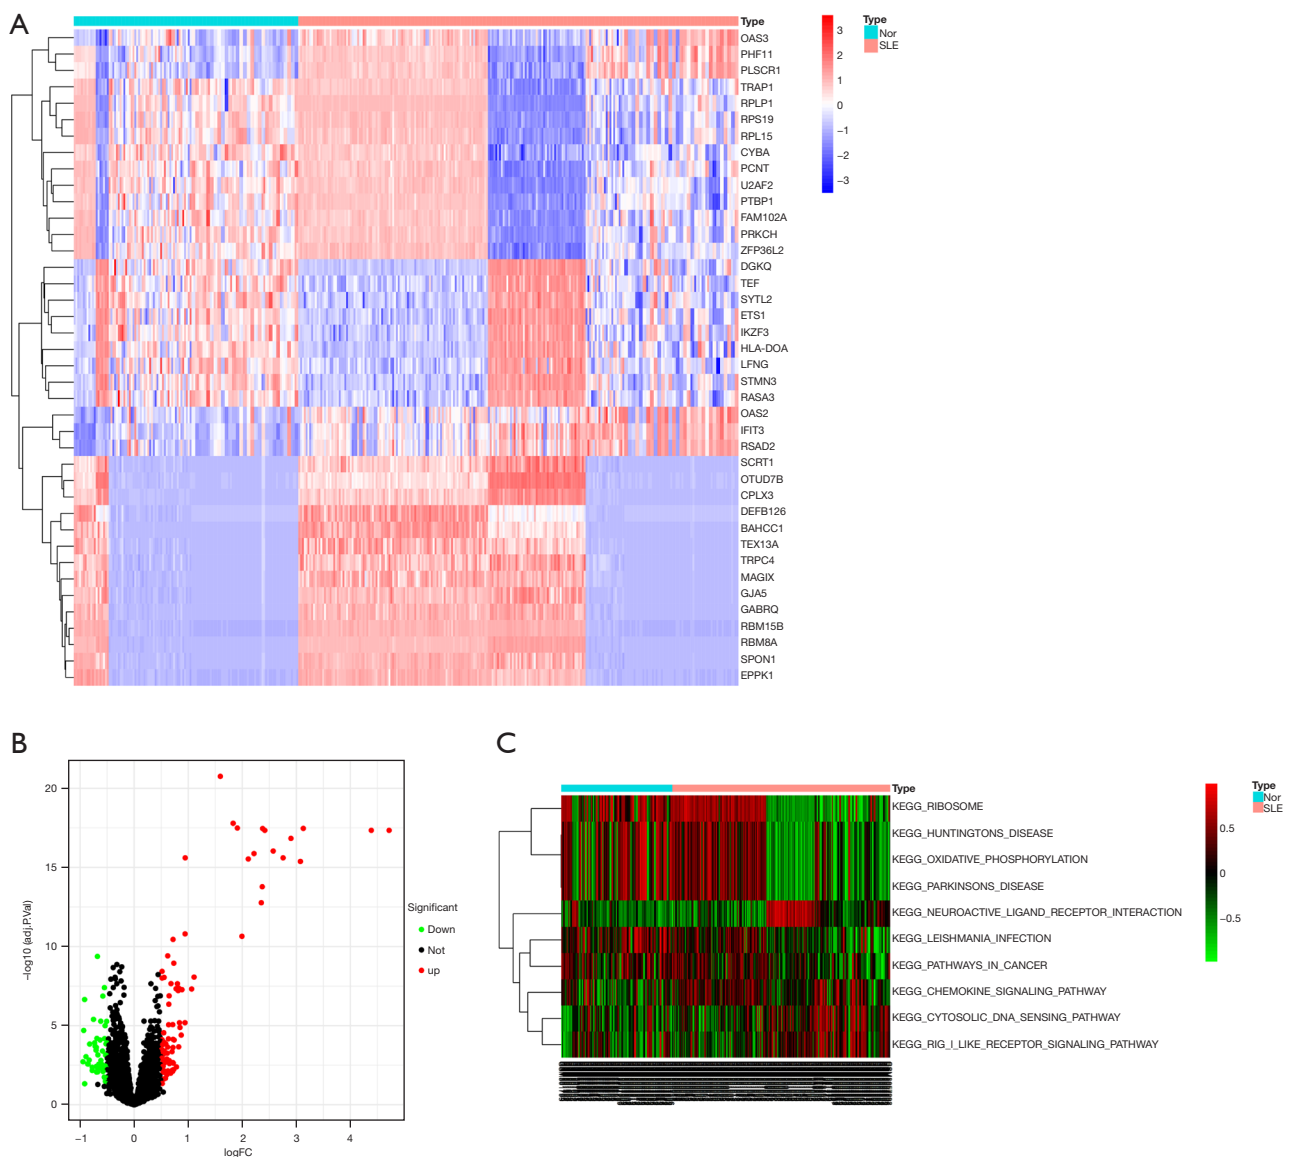 A
Type
OAS3
PHF11
PLSCR1
TRAP1
RPLP1
RPS19
RPL15
CYBA
PCNT
U2AF2
PTBP1
FAM102A
PRKCH
ZFP36L2
DGKQ
TEF
SYTL2
ETS1
IKZF3
HLA-DOA
LFNG
STMN3
RASA3
OAS2
IFIT3
RSAD2
SCRT1
OTUD7B
CPLX3
DEFB126
BAHCC1
TEX13A
TRPC4
MAGIX
GJA5
GABRQ
RBM15B
RBM8A
SPON1
EPPK1
3
2
1
0
−1
−2
−3
Type
Nor
SLE
B
20
15
10
5
0
−log10 (adj.P.Val)
−1 0 1 2 3 4
logFC
Significant
Down
Not
up
C
Type
KEGG_RIBOSOME
KEGG_HUNTINGTONS_DISEASE
KEGG_OXIDATIVE_PHOSPHORYLATION
KEGG_PARKINSONS_DISEASE
KEGG_NEUROACTIVE_LIGAND_RECEPTOR_INTERACTION
KEGG_LEISHMANIA_INFECTION
KEGG_PATHWAYS_IN_CANCER
KEGG_CHEMOKINE_SIGNALING_PATHWAY
KEGG_CYTOSOLIC_DNA_SENSING_PATHWAY
KEGG_RIG_I_LIKE_RECEPTOR_SIGNALING_PATHWAY
0.5
0
−0.5
Type
Nor
SLE